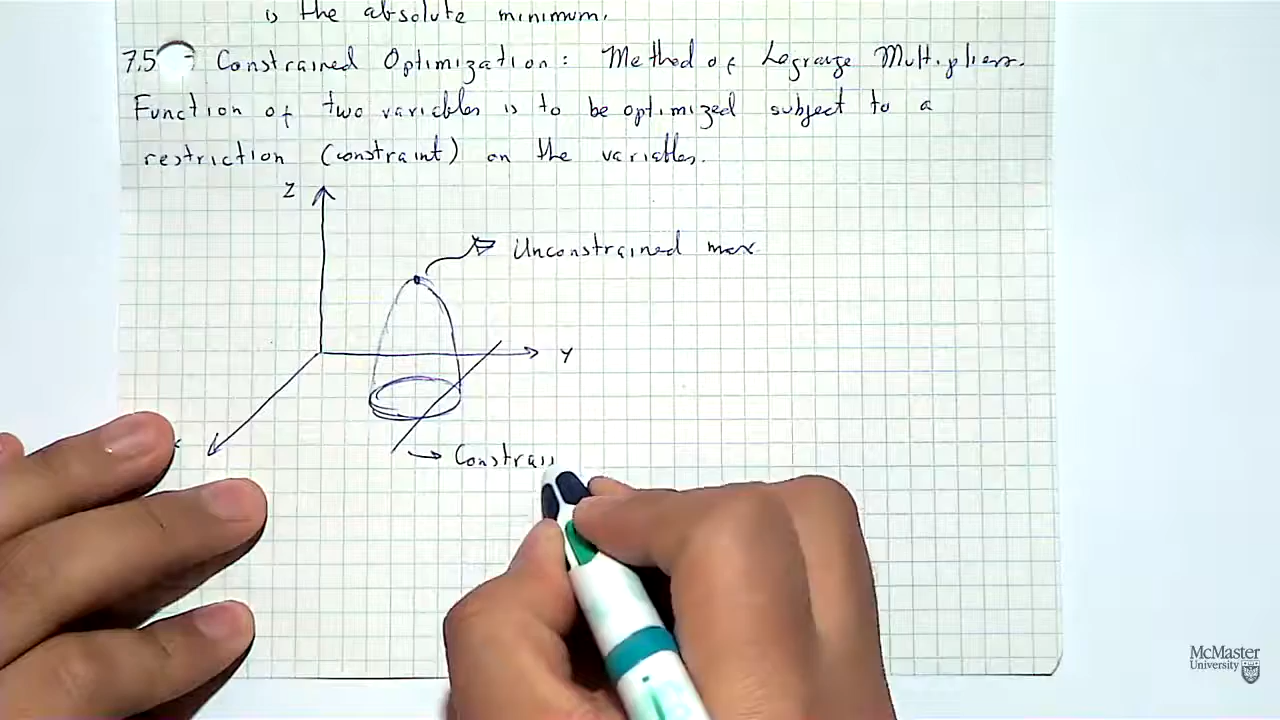 is the absolute minimum.
7.5 - Constrained Optimization: Method of Lagrange Multipliers.
Function of two variables is to be optimized subject to a
restriction (constraint) on the variables.
Z
Unconstrained max
Y
x
Constrai
McMaster
University